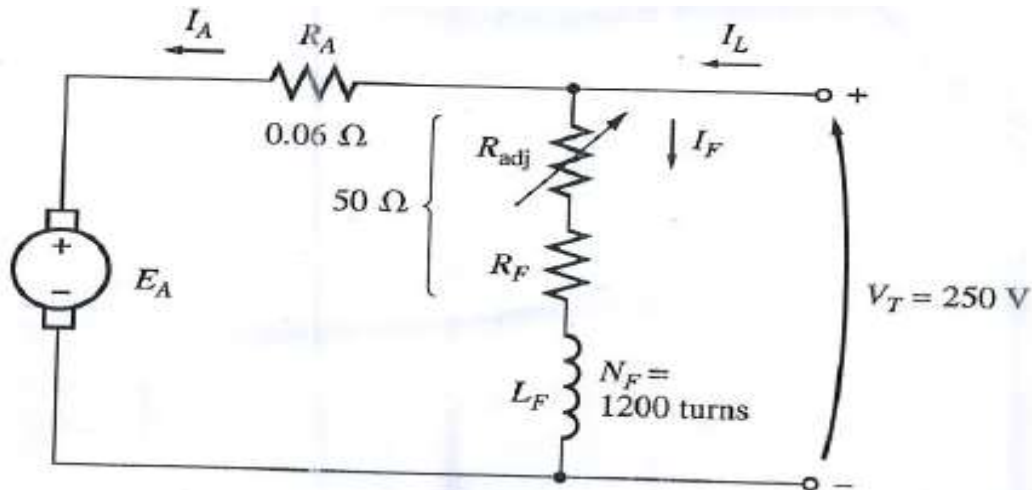 I_A
R_A
I_L
+
0.06 Ω
R_adj
I_F
50 Ω
+
−
E_A
R_F
V_T = 250 V
L_F
N_F =
1200 turns
−